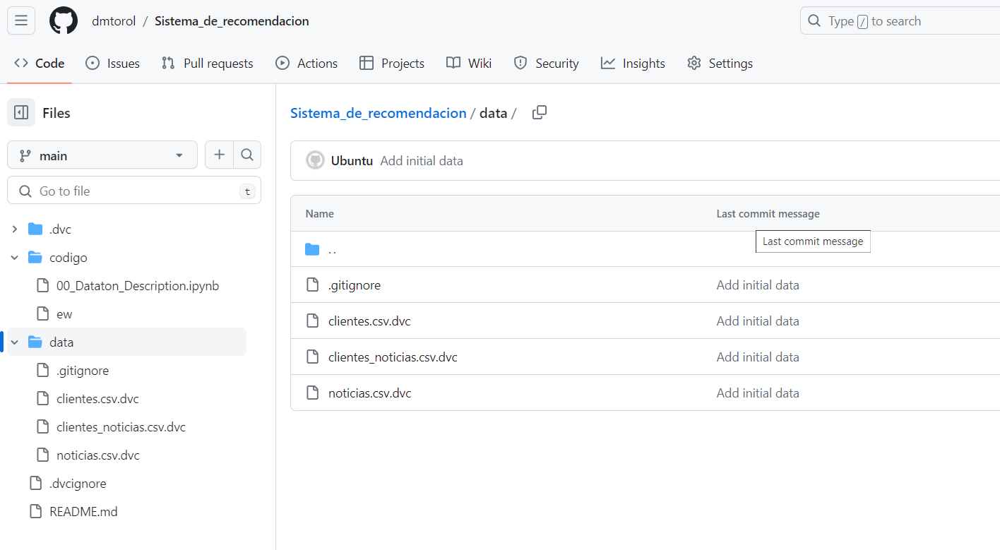 dmtorol / Sistema_de_recomendacion
Type / to search
Code
Issues
Pull requests
Actions
Projects
Wiki
Security
Insights
Settings
Files
main
Go to file
t
.dvc
codigo
00_Dataton_Description.ipynb
ew
data
.gitignore
clientes.csv.dvc
clientes_noticias.csv.dvc
noticias.csv.dvc
.dvcignore
README.md
Sistema_de_recomendacion / data /
Ubuntu Add initial data
Name Last commit message
Last commit message
..
.gitignore Add initial data
clientes.csv.dvc Add initial data
clientes_noticias.csv.dvc Add initial data
noticias.csv.dvc Add initial data